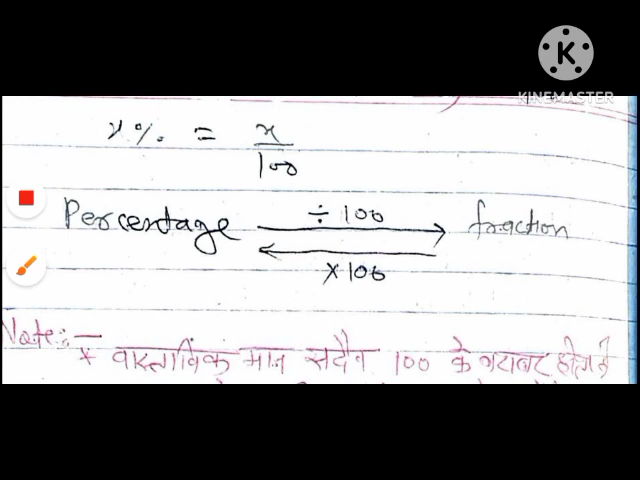 K
KINEMASTER
x% = x/100
Percentage ÷100 fraction
×100
Note:- * वास्तविक मान सदैव 100 के बराबर होता है